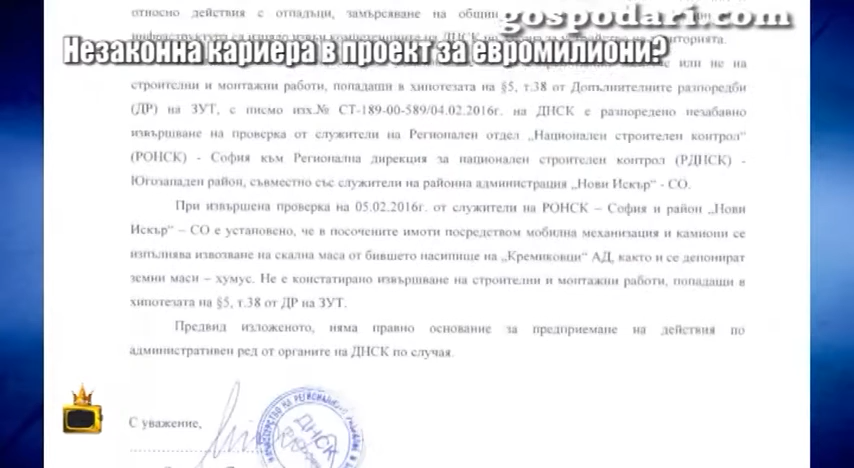 относно действия с отпадъци, замърсяване на общин
gospodari.com
Незаконна кариера в проект за евромилиони?
или не на
строителни и монтажни работи, попадащи в хипотезата на §5, т.38 от Допълнителните разпоредби
(ДР) на ЗУТ, с писмо изх.№ СТ-189-00-589/04.02.2016г. на ДНСК е разпоредено незабавно
извършване на проверка от служители на Регионален отдел „Национален строителен контрол"
(РОНСК) - София към Регионална дирекция за национален строителен контрол (РДНСК) -
Югозападен район, съвместно със служители на районна администрация „Нови Искър" - СО.
При извършена проверка на 05.02.2016г. от служители на РОНСК – София и район „Нови
Искър" – СО е установено, че в посочените имоти посредством мобилна механизация и камиони се
изпълнява извозване на скална маса от бившето насипище на „Кремиковци" АД, както и се депонират
земни маси – хумус. Не е констатирано извършване на строителни и монтажни работи, попадащи в
хипотезата на §5, т.38 от ДР на ЗУТ.
Предвид изложеното, няма правно основание за предприемане на действия по
административен ред от органите на ДНСК по случая.
С уважение,
ДНСК